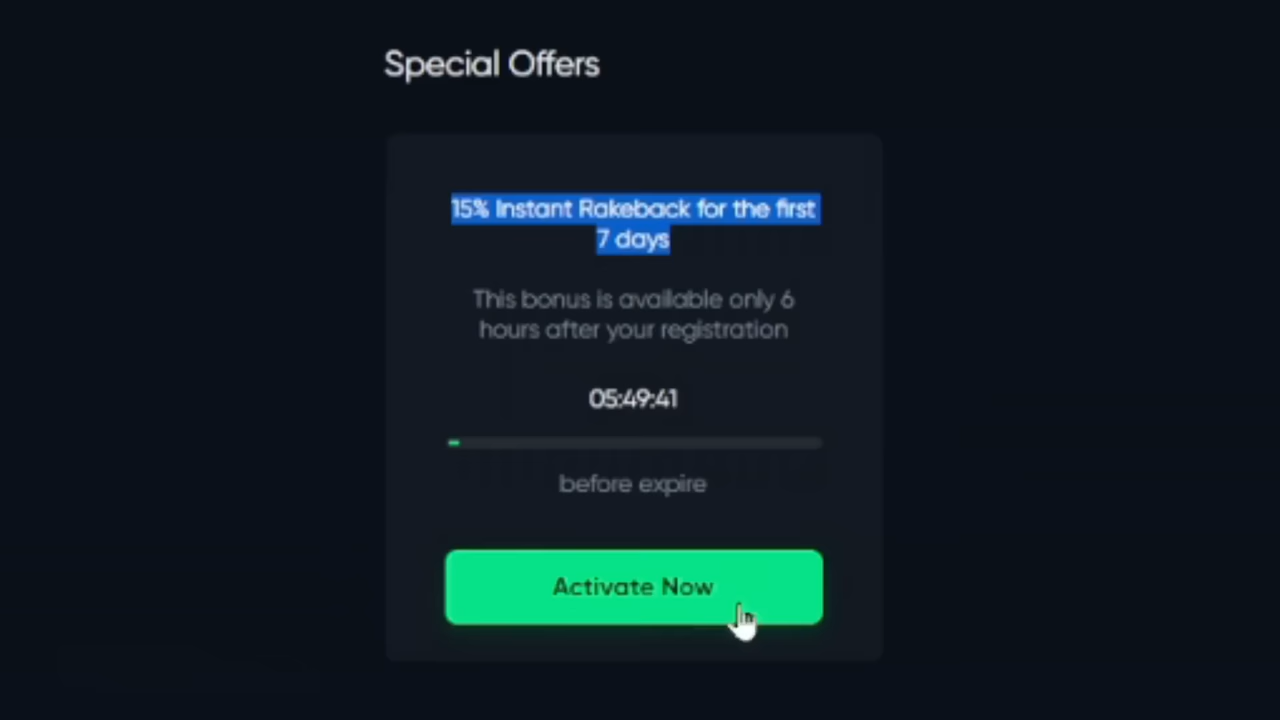 Special Offers
15% Instant Rakeback for the first
7 days
This bonus is available only 6
hours after your registration
05:49:41
before expire
Activate Now